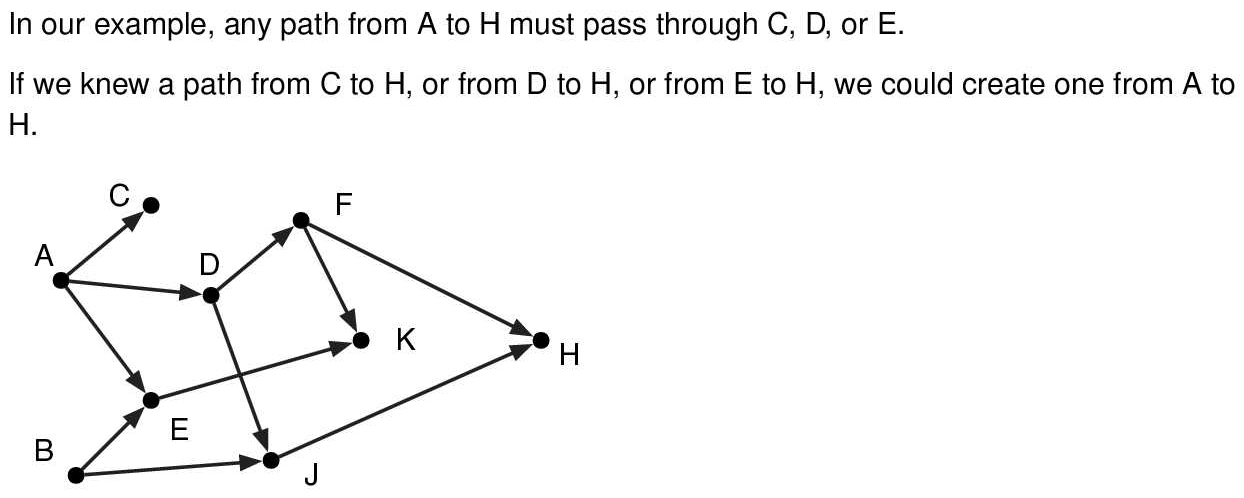 In our example, any path from A to H must pass through C, D, or E.
If we knew a path from C to H, or from D to H, or from E to H, we could create one from A to
H.
C
F
A
D
K
H
E
B
J